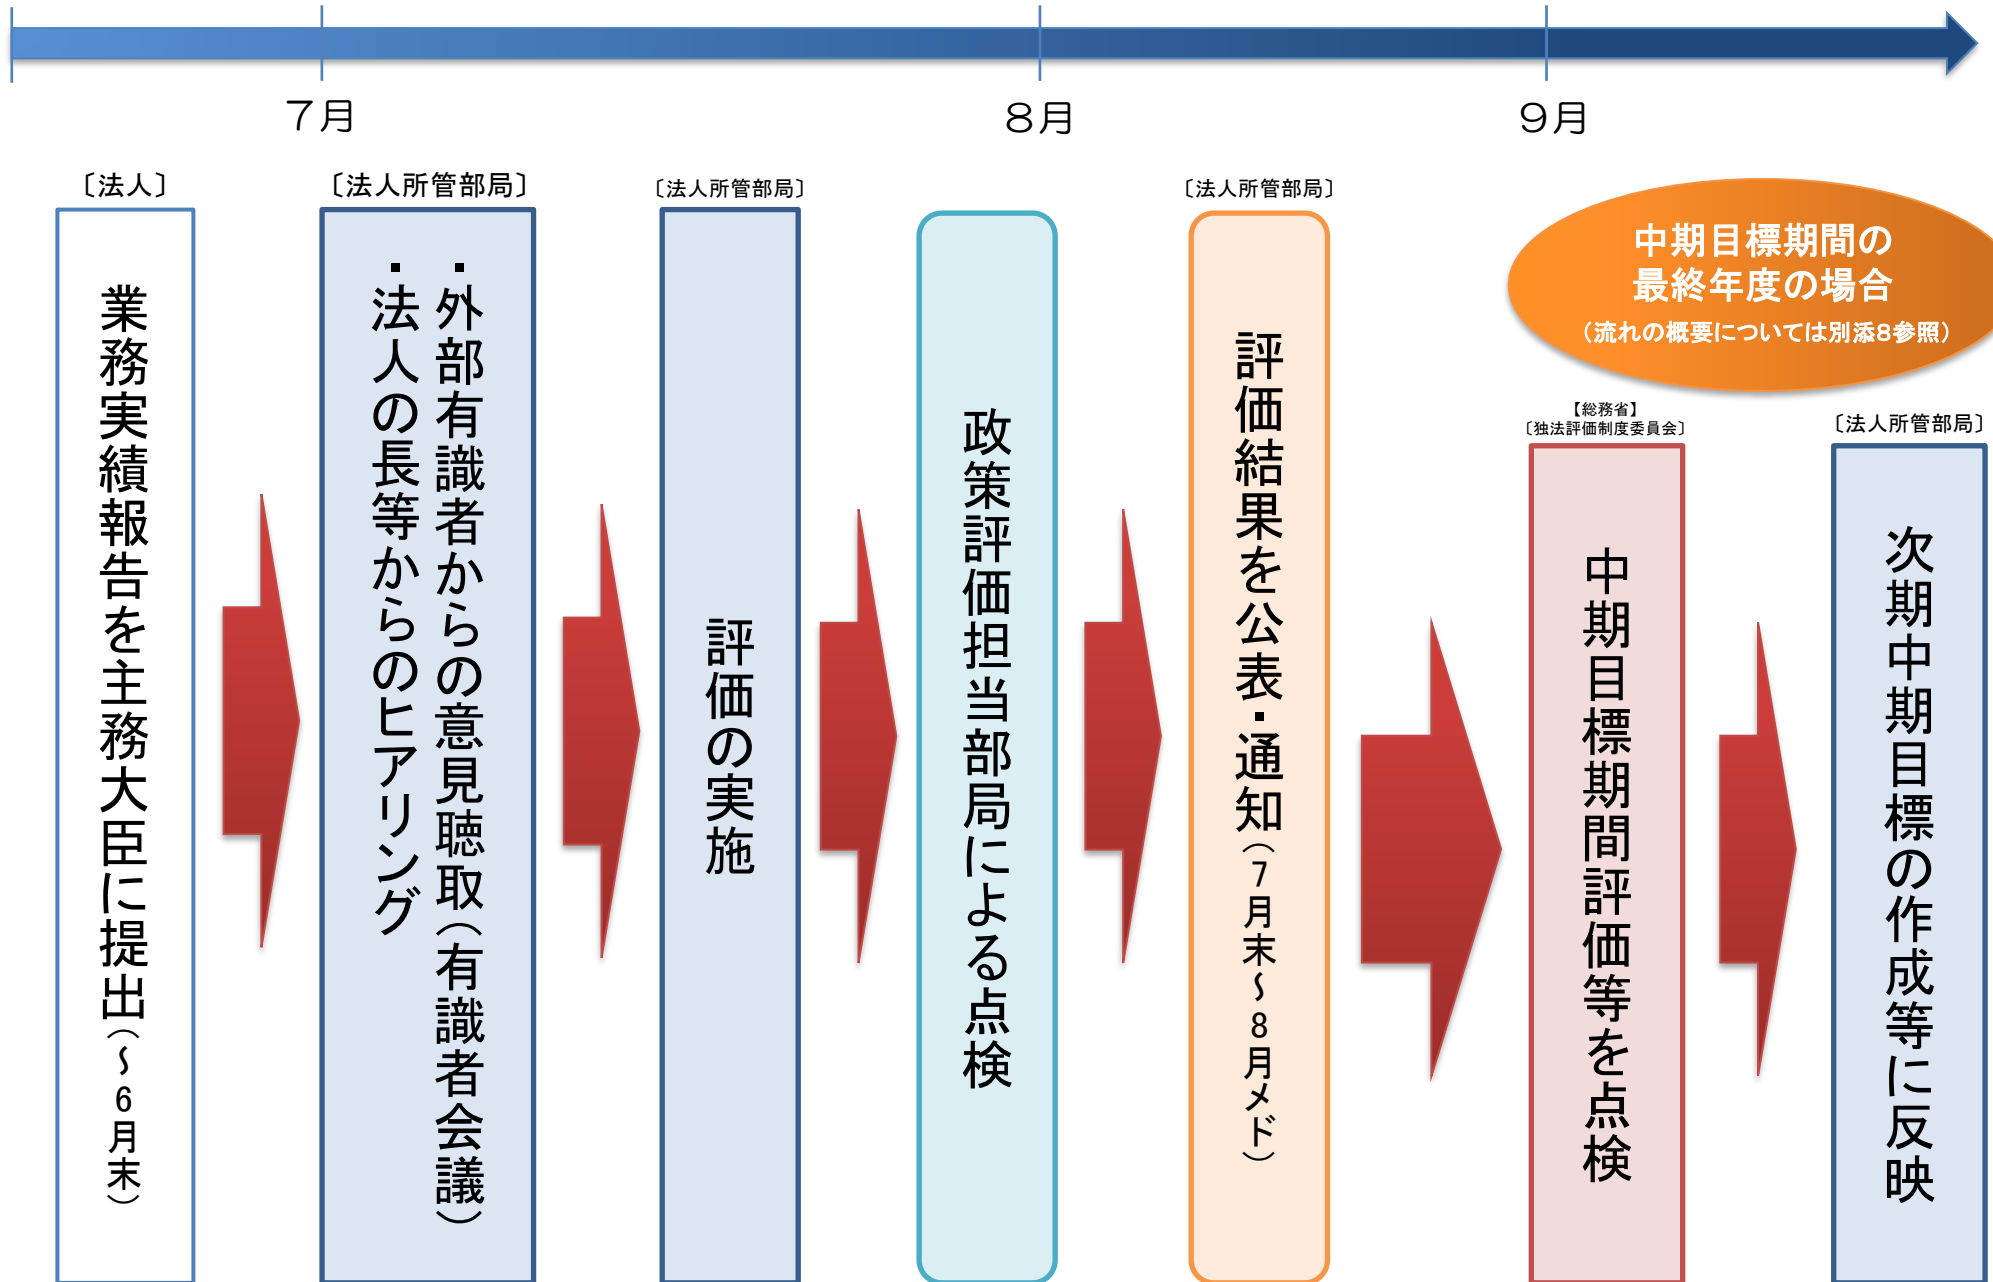 7月
8月
9月
〔法人〕
業務実績報告を主務大臣に提出(~6月末)
〔法人所管部局〕
・外部有識者からの意見聴取(有識者会議)
・法人の長等からのヒアリング
〔法人所管部局〕
評価の実施
政策評価担当部局による点検
〔法人所管部局〕
評価結果を公表・通知(7月末~8月メド)
中期目標期間の
最終年度の場合
(流れの概要については別添8参照)
【総務省】
〔独法評価制度委員会〕
中期目標期間評価等を点検
〔法人所管部局〕
次期中期目標の作成等に反映